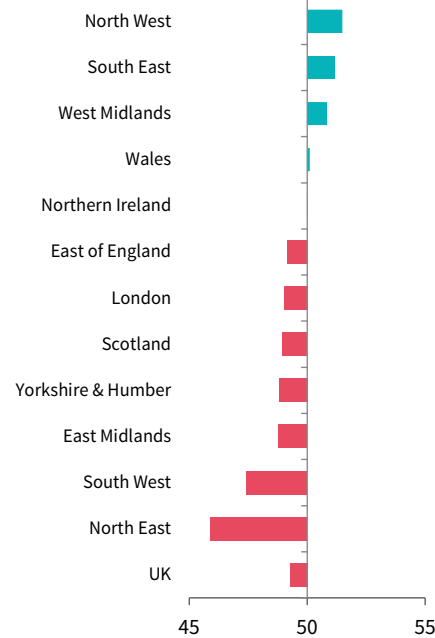 North West
South East
West Midlands
Wales
Northern Ireland
East of England
London
Scotland
Yorkshire & Humber
East Midlands
South West
North East
UK
45 50 55